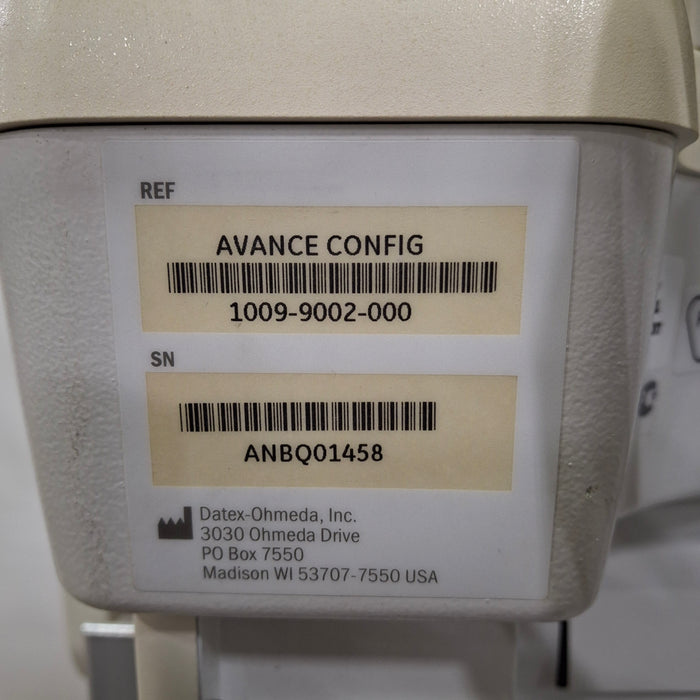 REF
AVANCE CONFIG
1009-9002-000
SN
ANBQ01458
Datex-Ohmeda, Inc.
3030 Ohmeda Drive
PO Box 7550
Madison WI 53707-7550 USA